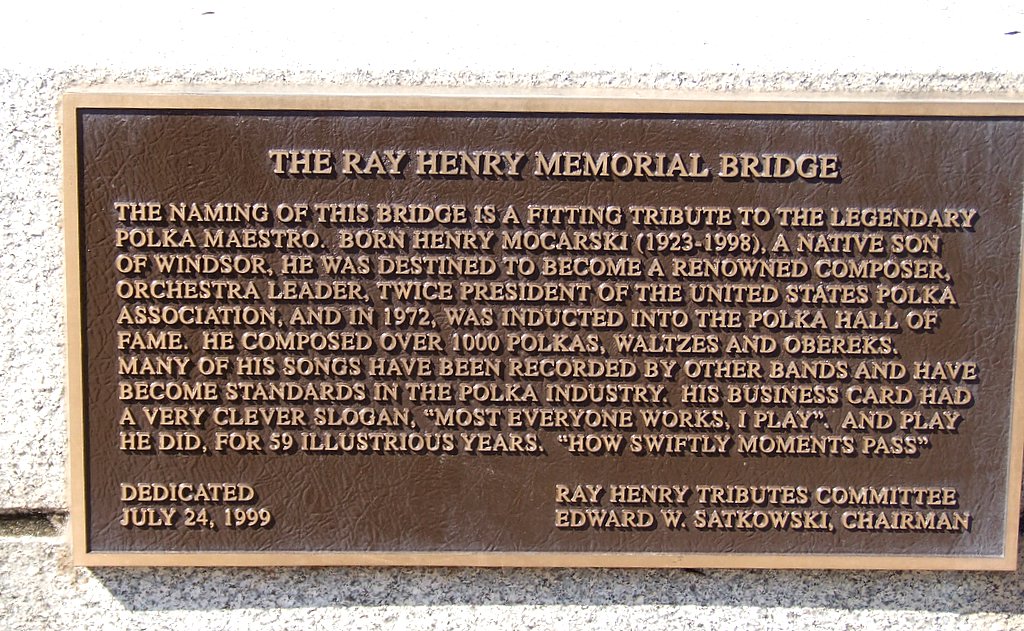 THE RAY HENRY MEMORIAL BRIDGE
THE NAMING OF THIS BRIDGE IS A FITTING TRIBUTE TO THE LEGENDARY
POLKA MAESTRO. BORN HENRY MOCARSKI (1923-1998), A NATIVE SON
OF WINDSOR, HE WAS DESTINED TO BECOME A RENOWNED COMPOSER,
ORCHESTRA LEADER, TWICE PRESIDENT OF THE UNITED STATES POLKA
ASSOCIATION, AND IN 1972, WAS INDUCTED INTO THE POLKA HALL OF
FAME. HE COMPOSED OVER 1000 POLKAS, WALTZES AND OBEREKS.
MANY OF HIS SONGS HAVE BEEN RECORDED BY OTHER BANDS AND HAVE
BECOME STANDARDS IN THE POLKA INDUSTRY. HIS BUSINESS CARD HAD
A VERY CLEVER SLOGAN, “MOST EVERYONE WORKS, I PLAY”. AND PLAY
HE DID, FOR 59 ILLUSTRIOUS YEARS. “HOW SWIFTLY MOMENTS PASS”
DEDICATED
JULY 24, 1999
RAY HENRY TRIBUTES COMMITTEE
EDWARD W. SATKOWSKI, CHAIRMAN